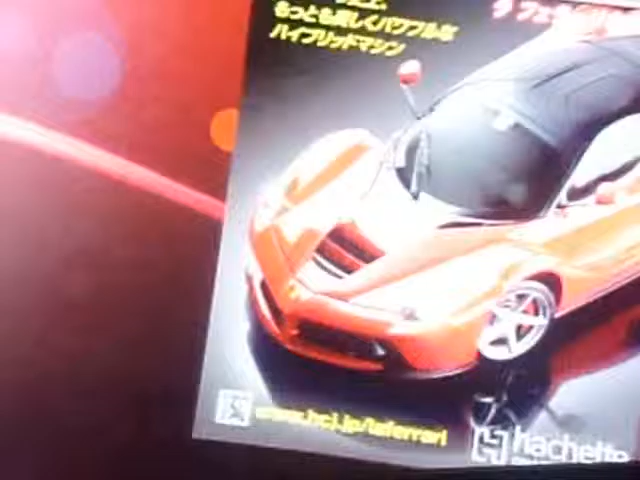 もっとも美しくパワフルな
ハイブリッドマシン
www.hcj.jp/laferrari
hachette